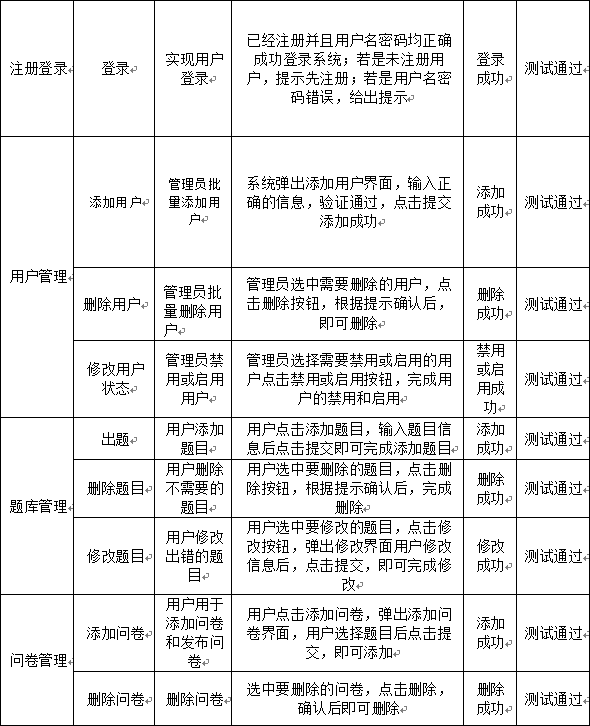 注册登录
登录
实现用户
登录
已经注册并且用户名密码均正确
成功登录系统；若是未注册用
户，提示先注册；若是用户名密
码错误，给出提示
登录
成功
测试通过
用户管理
添加用户
管理员批
量添加用
户
系统弹出添加用户界面，输入正
确的信息，验证通过，点击提交
添加成功
添加
成功
测试通过
删除用户
管理员批
量删除用
户
管理员选中需要删除的用户，点
击删除按钮，根据提示确认后，
即可删除
删除
成功
测试通过
修改用户
状态
管理员禁
用或启用
用户
管理员选择需要禁用或启用的用
户点击禁用或启用按钮，完成用
户的禁用和启用
禁用
或启
用成
功
测试通过
题库管理
出题
用户添加
题目
用户点击添加题目，输入题目信
息后点击提交即可完成添加题目
添加
成功
测试通过
删除题目
用户删除
不需要的
题目
用户选中要删除的题目，点击删
除按钮，根据提示确认后，完成
删除
删除
成功
测试通过
修改题目
用户修改
出错的题
目
用户选中要修改的题目，点击修
改按钮，弹出修改界面用户修改
信息后，点击提交，即可完成修
改
修改
成功
测试通过
问卷管理
添加问卷
用户用于
添加问卷
和发布问
卷
用户点击添加问卷，弹出添加问
卷界面，用户选择题目后点击提
交，即可添加
添加
成功
测试通过
删除问卷
删除问卷
选中要删除的问卷，点击删除，
确认后即可删除
删除
成功
测试通过